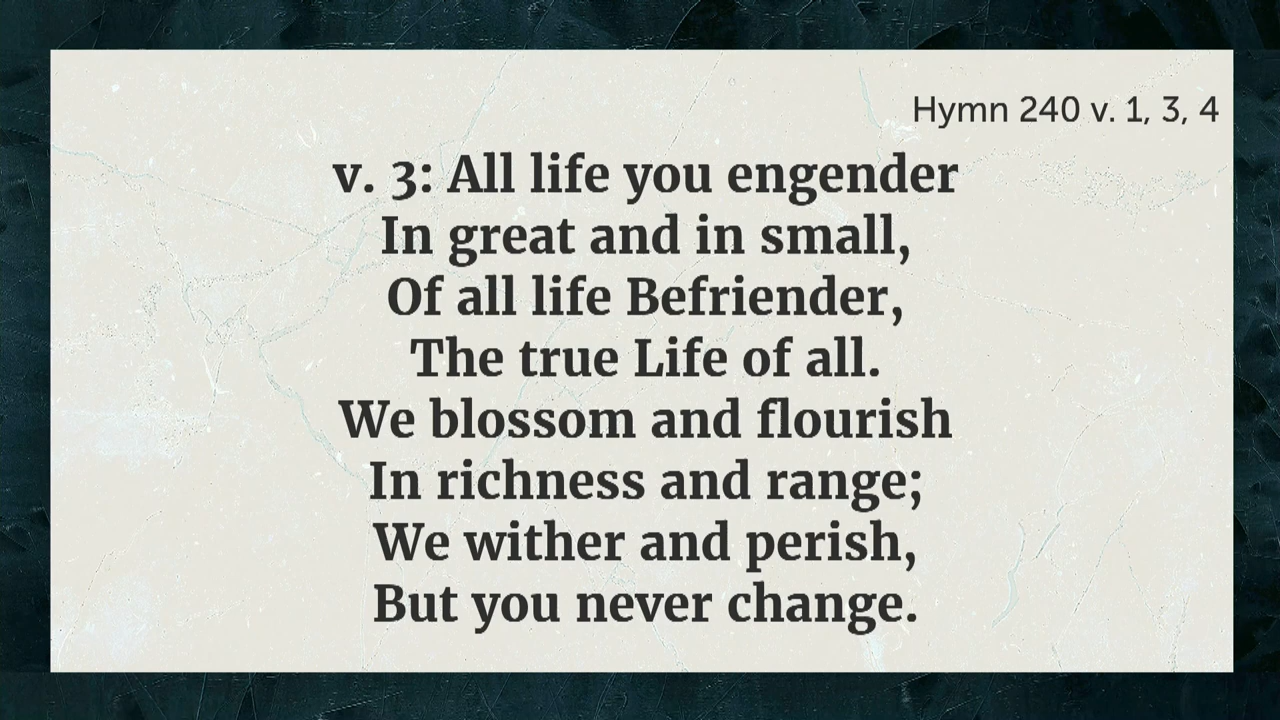 Hymn 240 v. 1, 3, 4
v. 3: All life you engender
In great and in small,
Of all life Befriender,
The true Life of all.
We blossom and flourish
In richness and range;
We wither and perish,
But you never change.